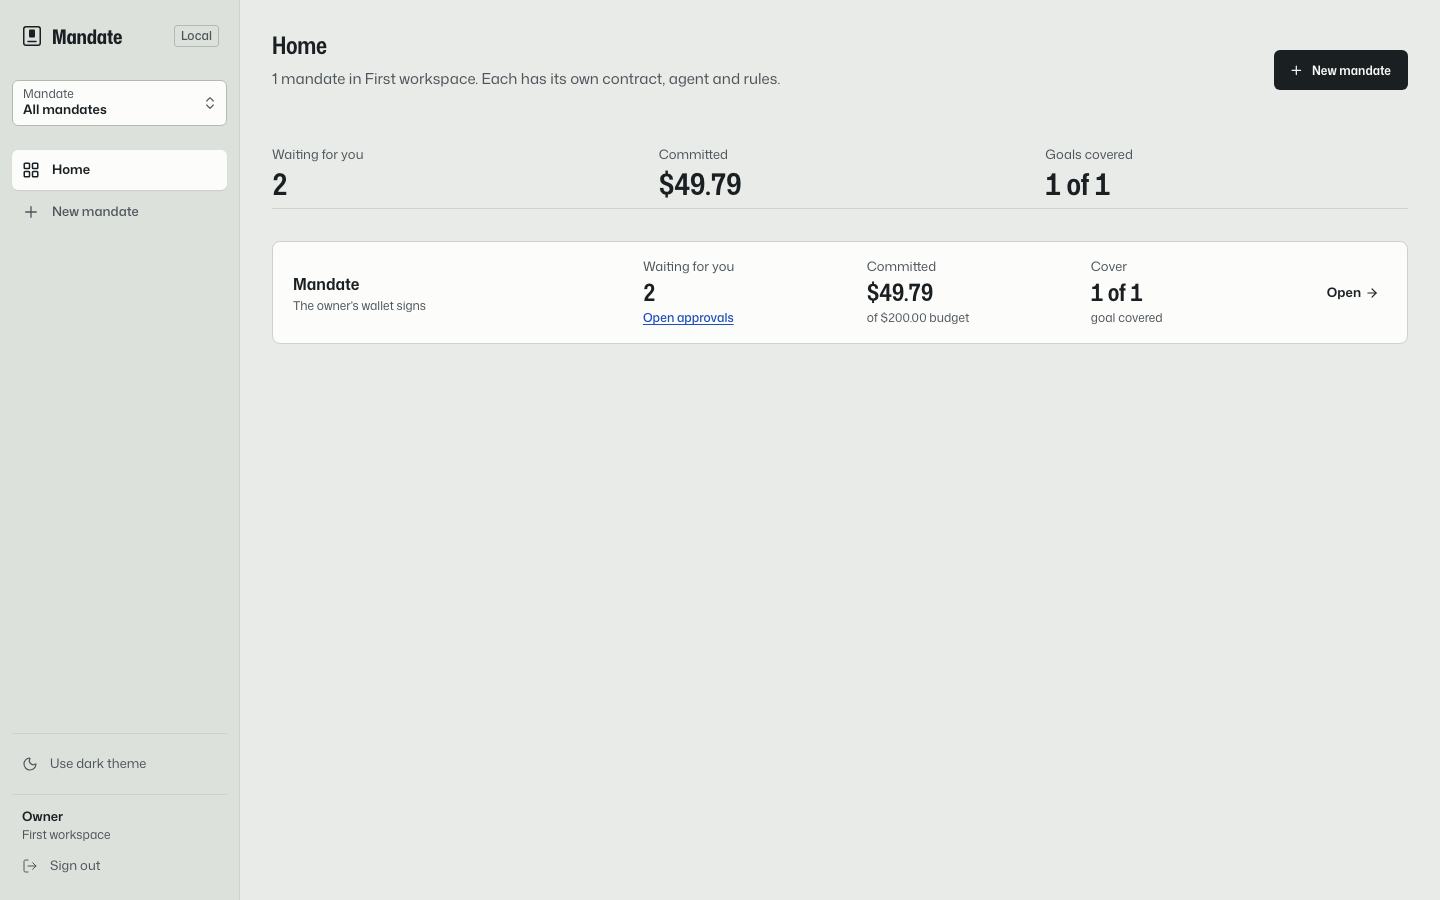 Mandate
Local
Mandate
All mandates
Home
New mandate
Use dark theme
Owner
First workspace
Sign out
Home
1 mandate in First workspace. Each has its own contract, agent and rules.
New mandate
Waiting for you
2
Committed
$49.79
Goals covered
1 of 1
Mandate
The owner's wallet signs
Waiting for you
2
Open approvals
Committed
$49.79
of $200.00 budget
Cover
1 of 1
goal covered
Open